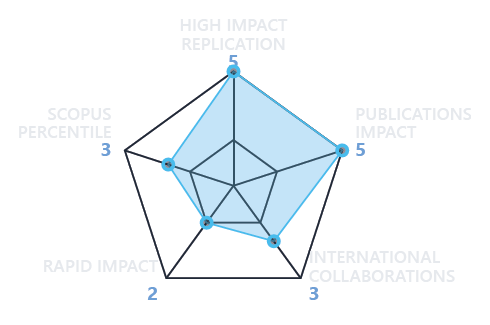 HIGH IMPACT
REPLICATION
5
SCOPUS
PERCENTILE
3
PUBLICATIONS
IMPACT
5
RAPID IMPACT
2
INTERNATIONAL
COLLABORATIONS
3